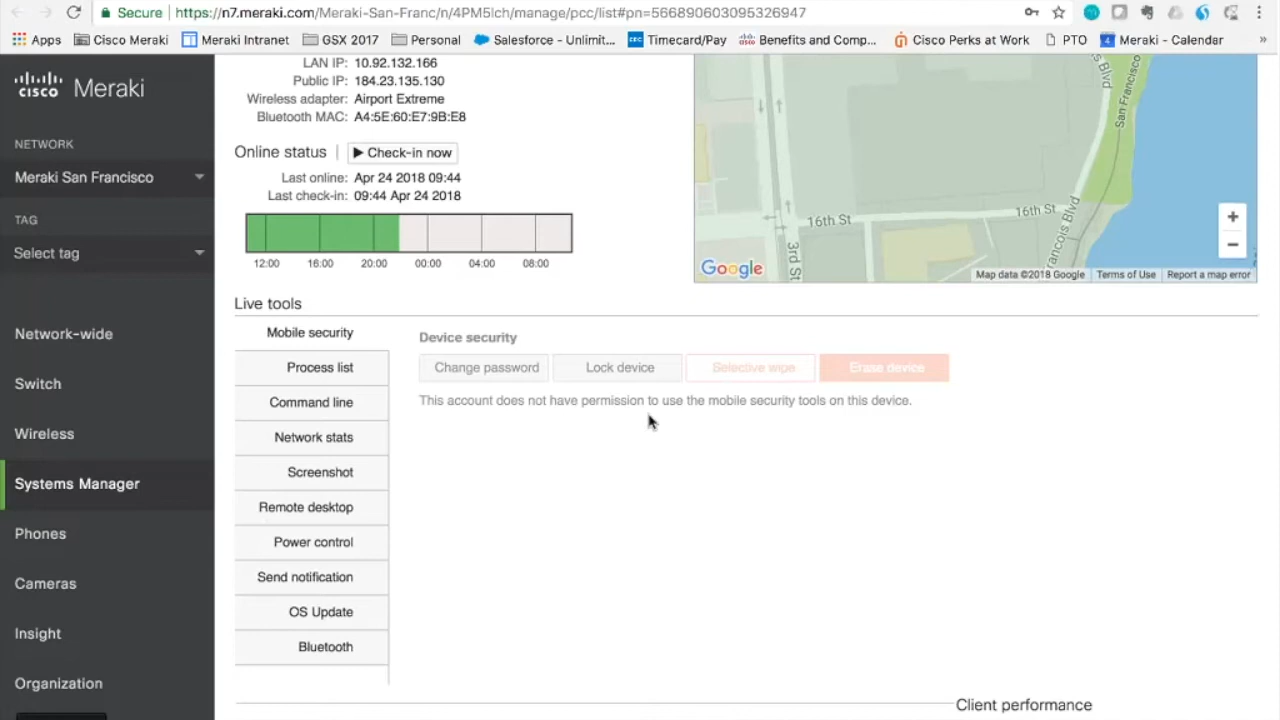 Secure | https://n7.meraki.com/Meraki-San-Franc/n/4PM5lch/manage/pcc/list#pn=566890603095326947
Apps Cisco Meraki Meraki Intranet GSX 2017 Personal Salesforce - Unlimit... Timecard/Pay Benefits and Comp... Cisco Perks at Work PTO Meraki - Calendar »
CISCO Meraki
NETWORK
Meraki San Francisco
TAG
Select tag
Network-wide
Switch
Wireless
Systems Manager
Phones
Cameras
Insight
Organization
LAN IP: 10.92.132.166
Public IP: 184.23.135.130
Wireless adapter: Airport Extreme
Bluetooth MAC: A4:5E:60:E7:9B:E8
Online status | ▶ Check-in now
Last online: Apr 24 2018 09:44
Last check-in: 09:44 Apr 24 2018
12:00 16:00 20:00 00:00 04:00 08:00
San Francisco
Blvd
16th St
16th St
3rd St
rancois Blvd
+
−
Google
Map data ©2018 Google Terms of Use Report a map error
Live tools
Mobile security
Process list
Command line
Network stats
Screenshot
Remote desktop
Power control
Send notification
OS Update
Bluetooth
Device security
Change password Lock device Selective wipe Erase device
This account does not have permission to use the mobile security tools on this device.
Client performance